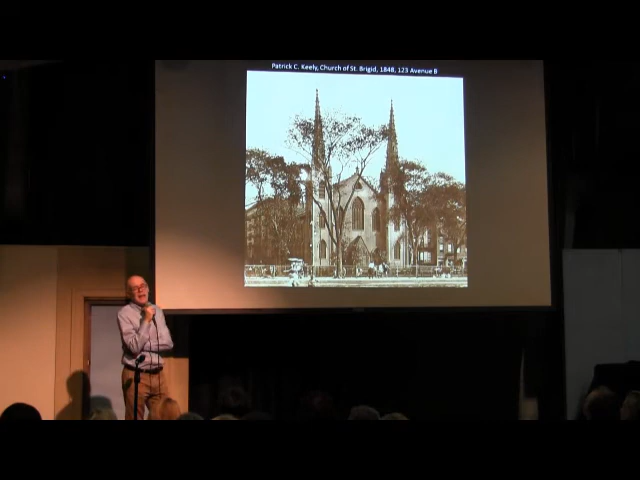 Patrick C. Keely, Church of St. Brigid, 1848, 123 Avenue B